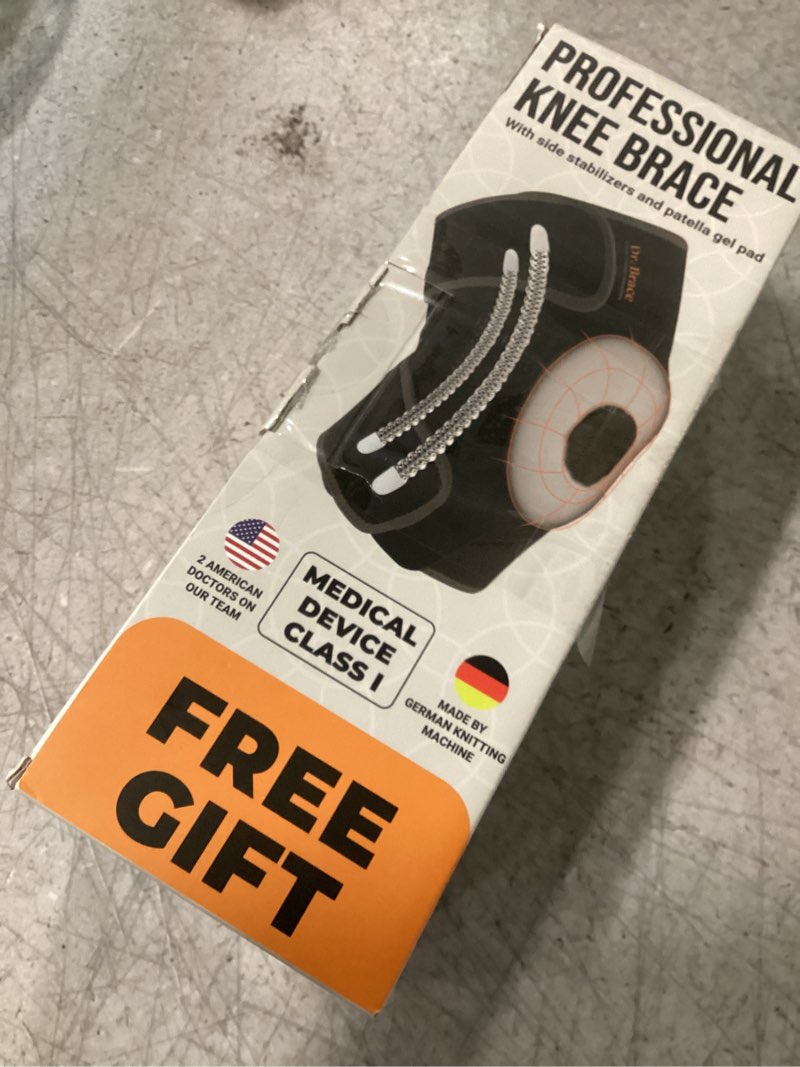 PROFESSIONAL
KNEE BRACE
With side stabilizers and patella gel pad
Dr. Brace
2 AMERICAN
DOCTORS ON
OUR TEAM
MEDICAL
DEVICE
CLASS I
MADE BY
GERMAN KNITTING
MACHINE
FREE
GIFT